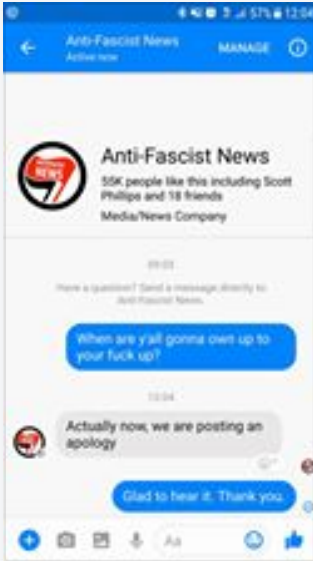 57% 12:04
Anti-Fascist News
Active now
MANAGE
NEWS
Anti-Fascist News
55K people like this including Scott
Phillips and 18 friends
Media/News Company
Have a question? Send a message directly to
Anti-Fascist News.
When are y'all gonna own up to
your fuck up?
Actually now, we are posting an
apology
Glad to hear it. Thank you.
Aa